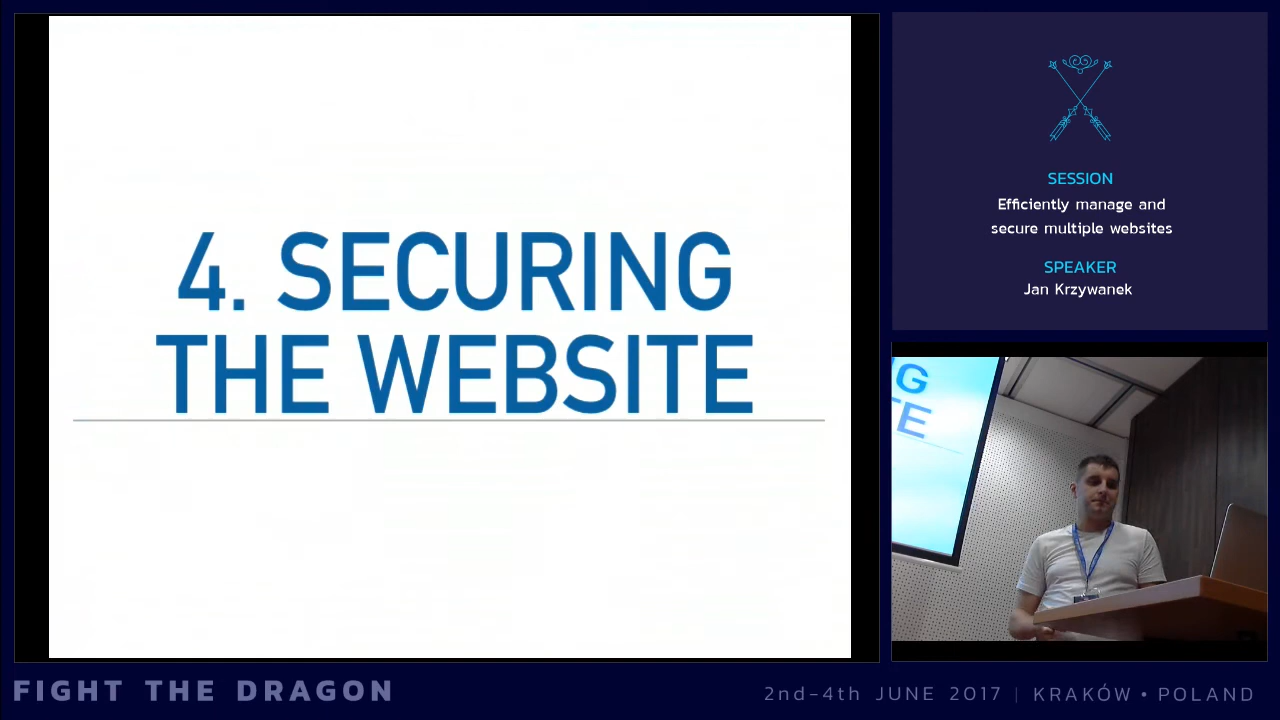 4. SECURING
THE WEBSITE
SESSION
Efficiently manage and
secure multiple websites
SPEAKER
Jan Krzywanek
G
TE
FIGHT THE DRAGON
2nd-4th JUNE 2017 | KRAKÓW • POLAND